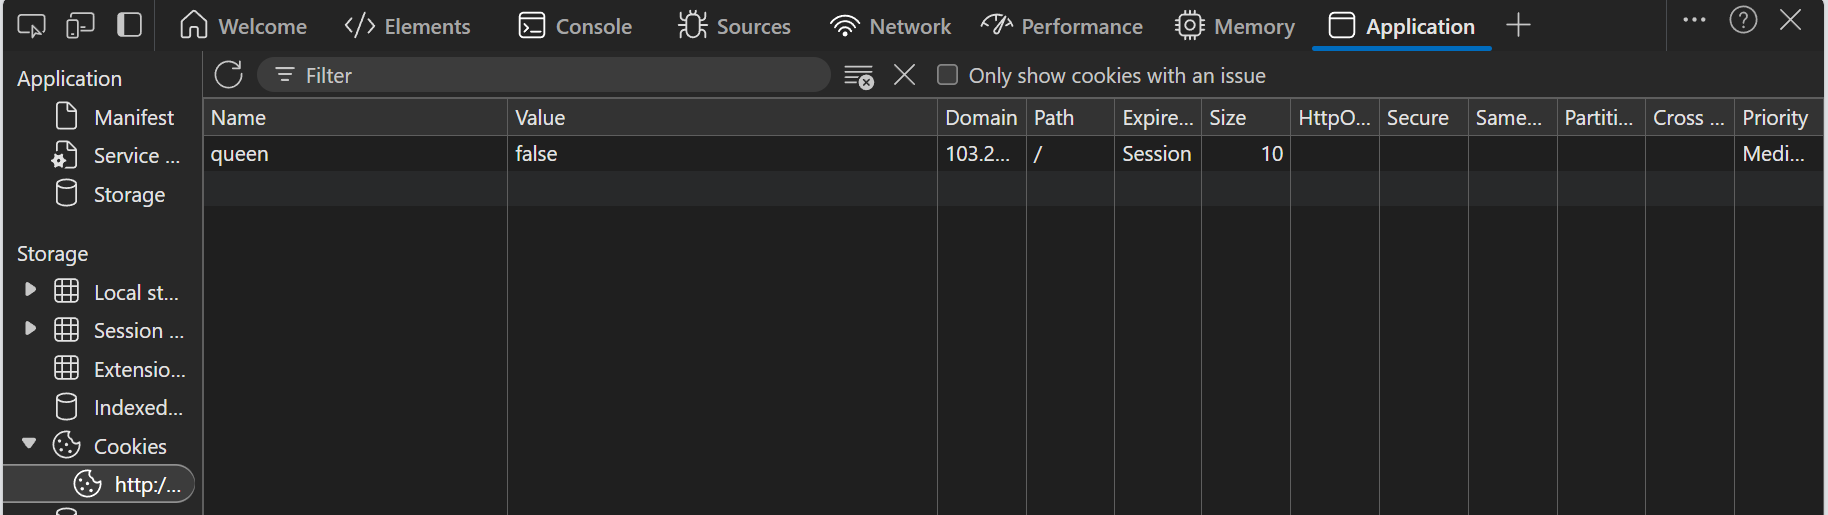 Welcome Elements Console Sources Network Performance Memory Application
Application
Manifest
Service ...
Storage
Storage
Local st...
Session ...
Extensio...
Indexed...
Cookies
http:/...
Filter Only show cookies with an issue
Name Value Domain Path Expire... Size HttpO... Secure Same... Partiti... Cross ... Priority
queen false 103.2... / Session 10 Medi...